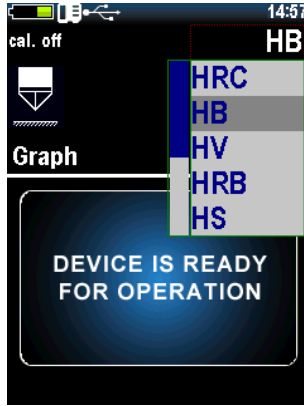 14:57
cal. off
HB
HRC
HB
HV
HRB
HS
Graph
DEVICE IS READY
FOR OPERATION